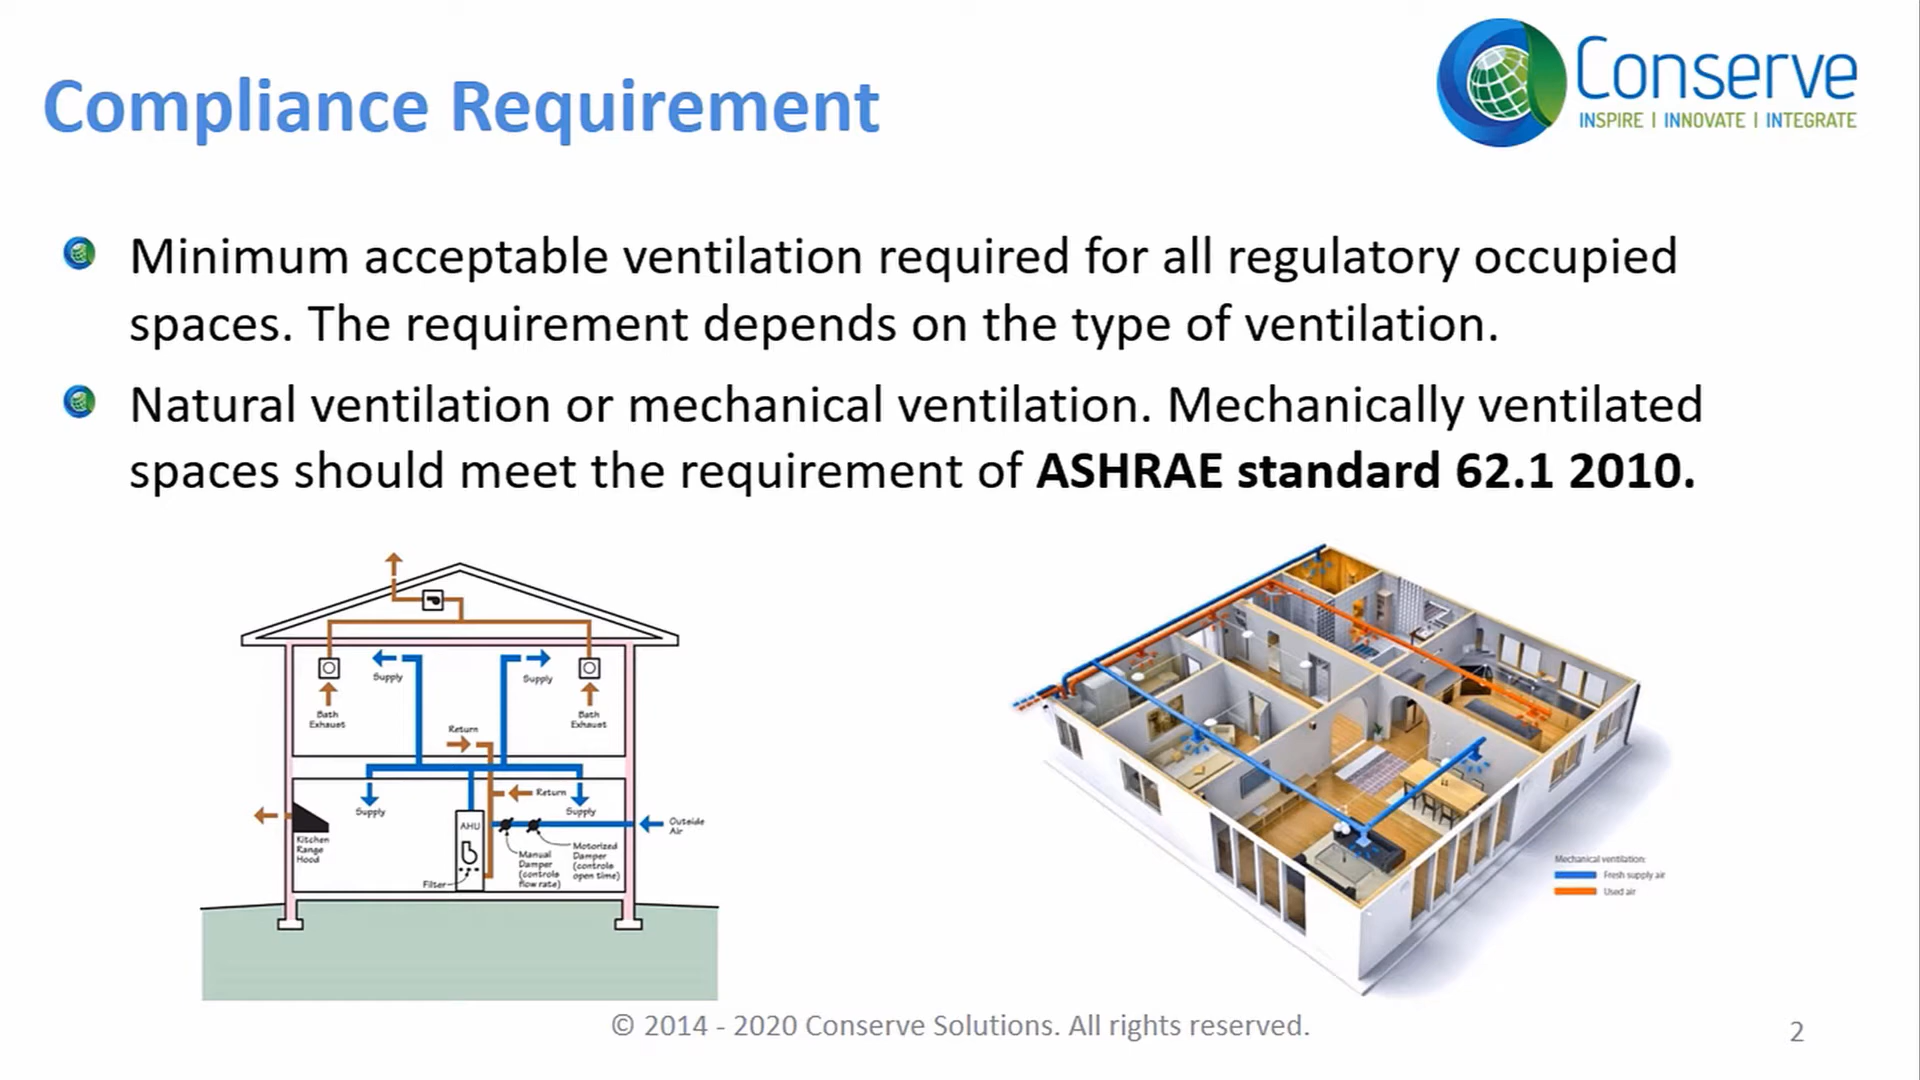 Compliance Requirement
Conserve
INSPIRE | INNOVATE | INTEGRATE
Minimum acceptable ventilation required for all regulatory occupied
spaces. The requirement depends on the type of ventilation.
Natural ventilation or mechanical ventilation. Mechanically ventilated
spaces should meet the requirement of ASHRAE standard 62.1 2010.
Supply
Supply
Bath
Exhaust
Bath
Exhaust
Return
Return
Supply
Supply
Outside
Air
AHU
Kitchen
Range
Hood
Manual
Damper
(controls
flow rate)
Motorized
Damper
(controls
open time)
Filter
Mechanical ventilation:
Fresh supply air
Used air
© 2014 - 2020 Conserve Solutions. All rights reserved.
2